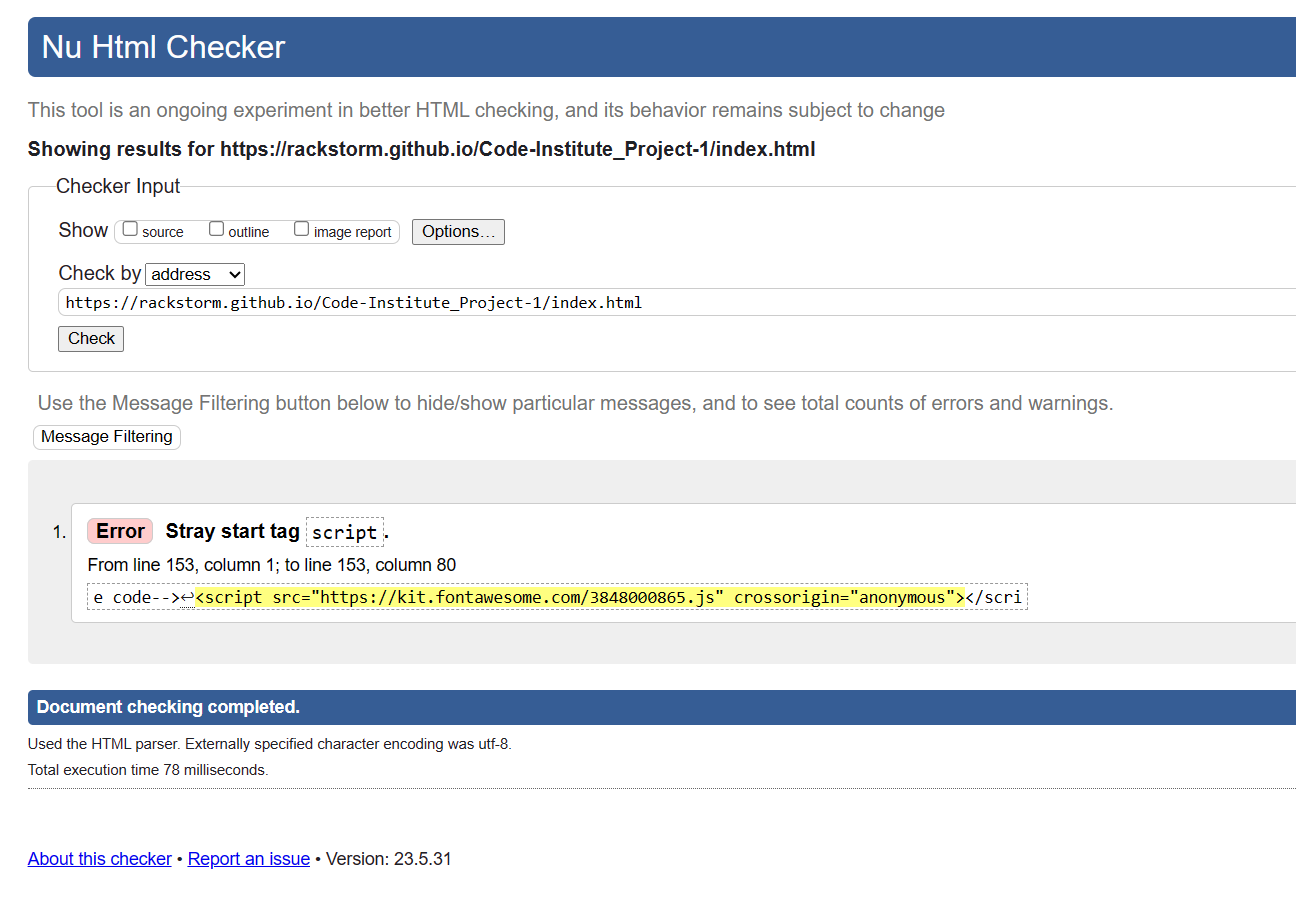 Nu Html Checker
This tool is an ongoing experiment in better HTML checking, and its behavior remains subject to change
Showing results for https://rackstorm.github.io/Code-Institute_Project-1/index.html
Checker Input
Show source outline image report Options...
Check by address
https://rackstorm.github.io/Code-Institute_Project-1/index.html
Check
Use the Message Filtering button below to hide/show particular messages, and to see total counts of errors and warnings.
Message Filtering
1. Error Stray start tag script.
From line 153, column 1; to line 153, column 80
e code-->↩<script src="https://kit.fontawesome.com/3848000865.js" crossorigin="anonymous"></scri
Document checking completed.
Used the HTML parser. Externally specified character encoding was utf-8.
Total execution time 78 milliseconds.
About this checker • Report an issue • Version: 23.5.31